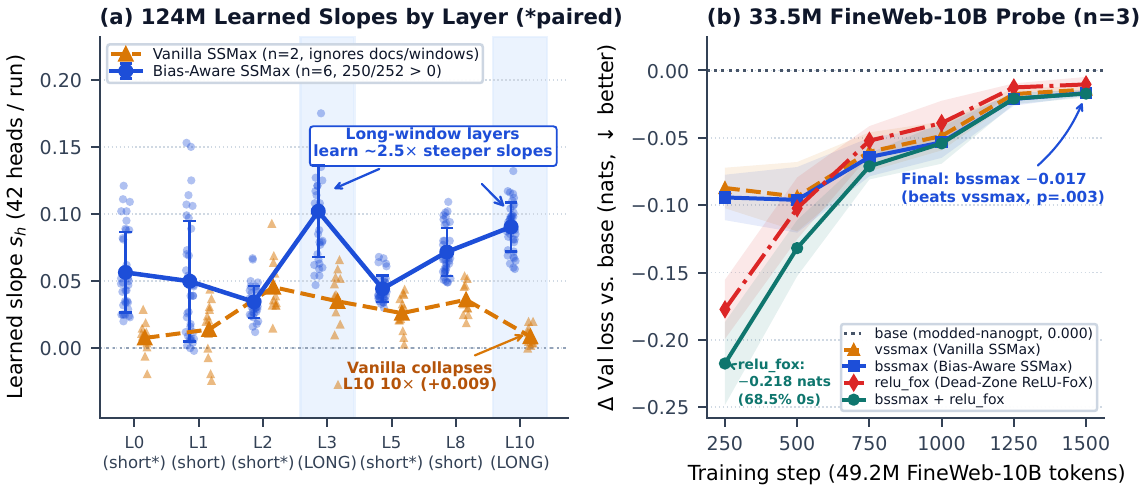 (a) 124M Learned Slopes by Layer (*paired)
Learned slope s_h (42 heads / run)
0.20
0.15
0.10
0.05
0.00
Vanilla SSMax (n=2, ignores docs/windows)
Bias-Aware SSMax (n=6, 250/252 > 0)
Long-window layers
learn ~2.5× steeper slopes
Vanilla collapses
L10 10× (+0.009)
L0 L1 L2 L3 L5 L8 L10
(short*) (short) (short*) (LONG) (short*) (short) (LONG)
(b) 33.5M FineWeb-10B Probe (n=3)
Δ Val loss vs. base (nats, ↓ better)
0.00
−0.05
−0.10
−0.15
−0.20
−0.25
Final: bssmax −0.017
(beats vssmax, p=.003)
relu_fox:
−0.218 nats
(68.5% 0s)
base (modded-nanogpt, 0.000)
vssmax (Vanilla SSMax)
bssmax (Bias-Aware SSMax)
relu_fox (Dead-Zone ReLU-FoX)
bssmax + relu_fox
250 500 750 1000 1250 1500
Training step (49.2M FineWeb-10B tokens)